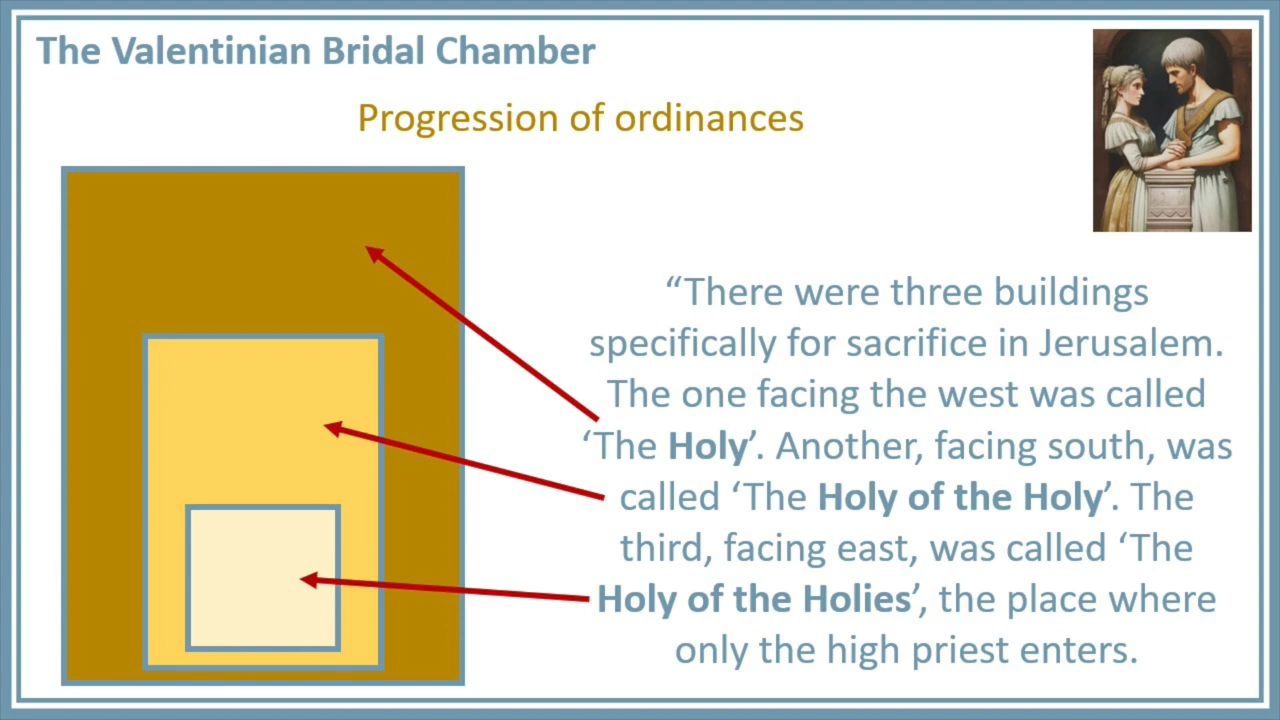 The Valentinian Bridal Chamber
Progression of ordinances
“There were three buildings
specifically for sacrifice in Jerusalem.
The one facing the west was called
‘The Holy’. Another, facing south, was
called ‘The Holy of the Holy’. The
third, facing east, was called ‘The
Holy of the Holies’, the place where
only the high priest enters.